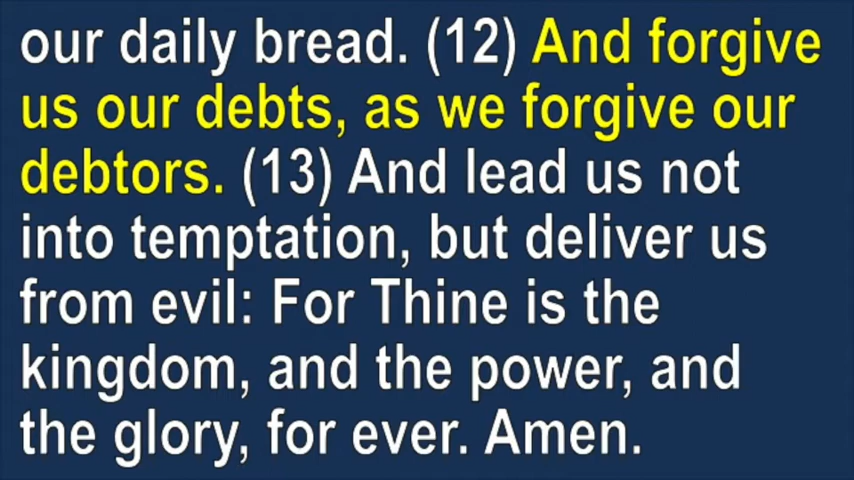 our daily bread. (12) And forgive
us our debts, as we forgive our
debtors. (13) And lead us not
into temptation, but deliver us
from evil: For Thine is the
kingdom, and the power, and
the glory, for ever. Amen.